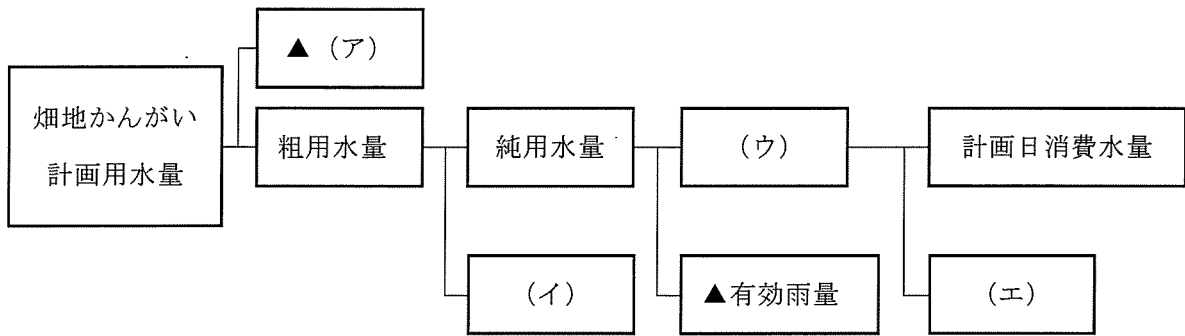 ▲（ア）
畑地かんがい
計画用水量
粗用水量
純用水量
（ウ）
計画日消費水量
（イ）
▲有効雨量
（エ）